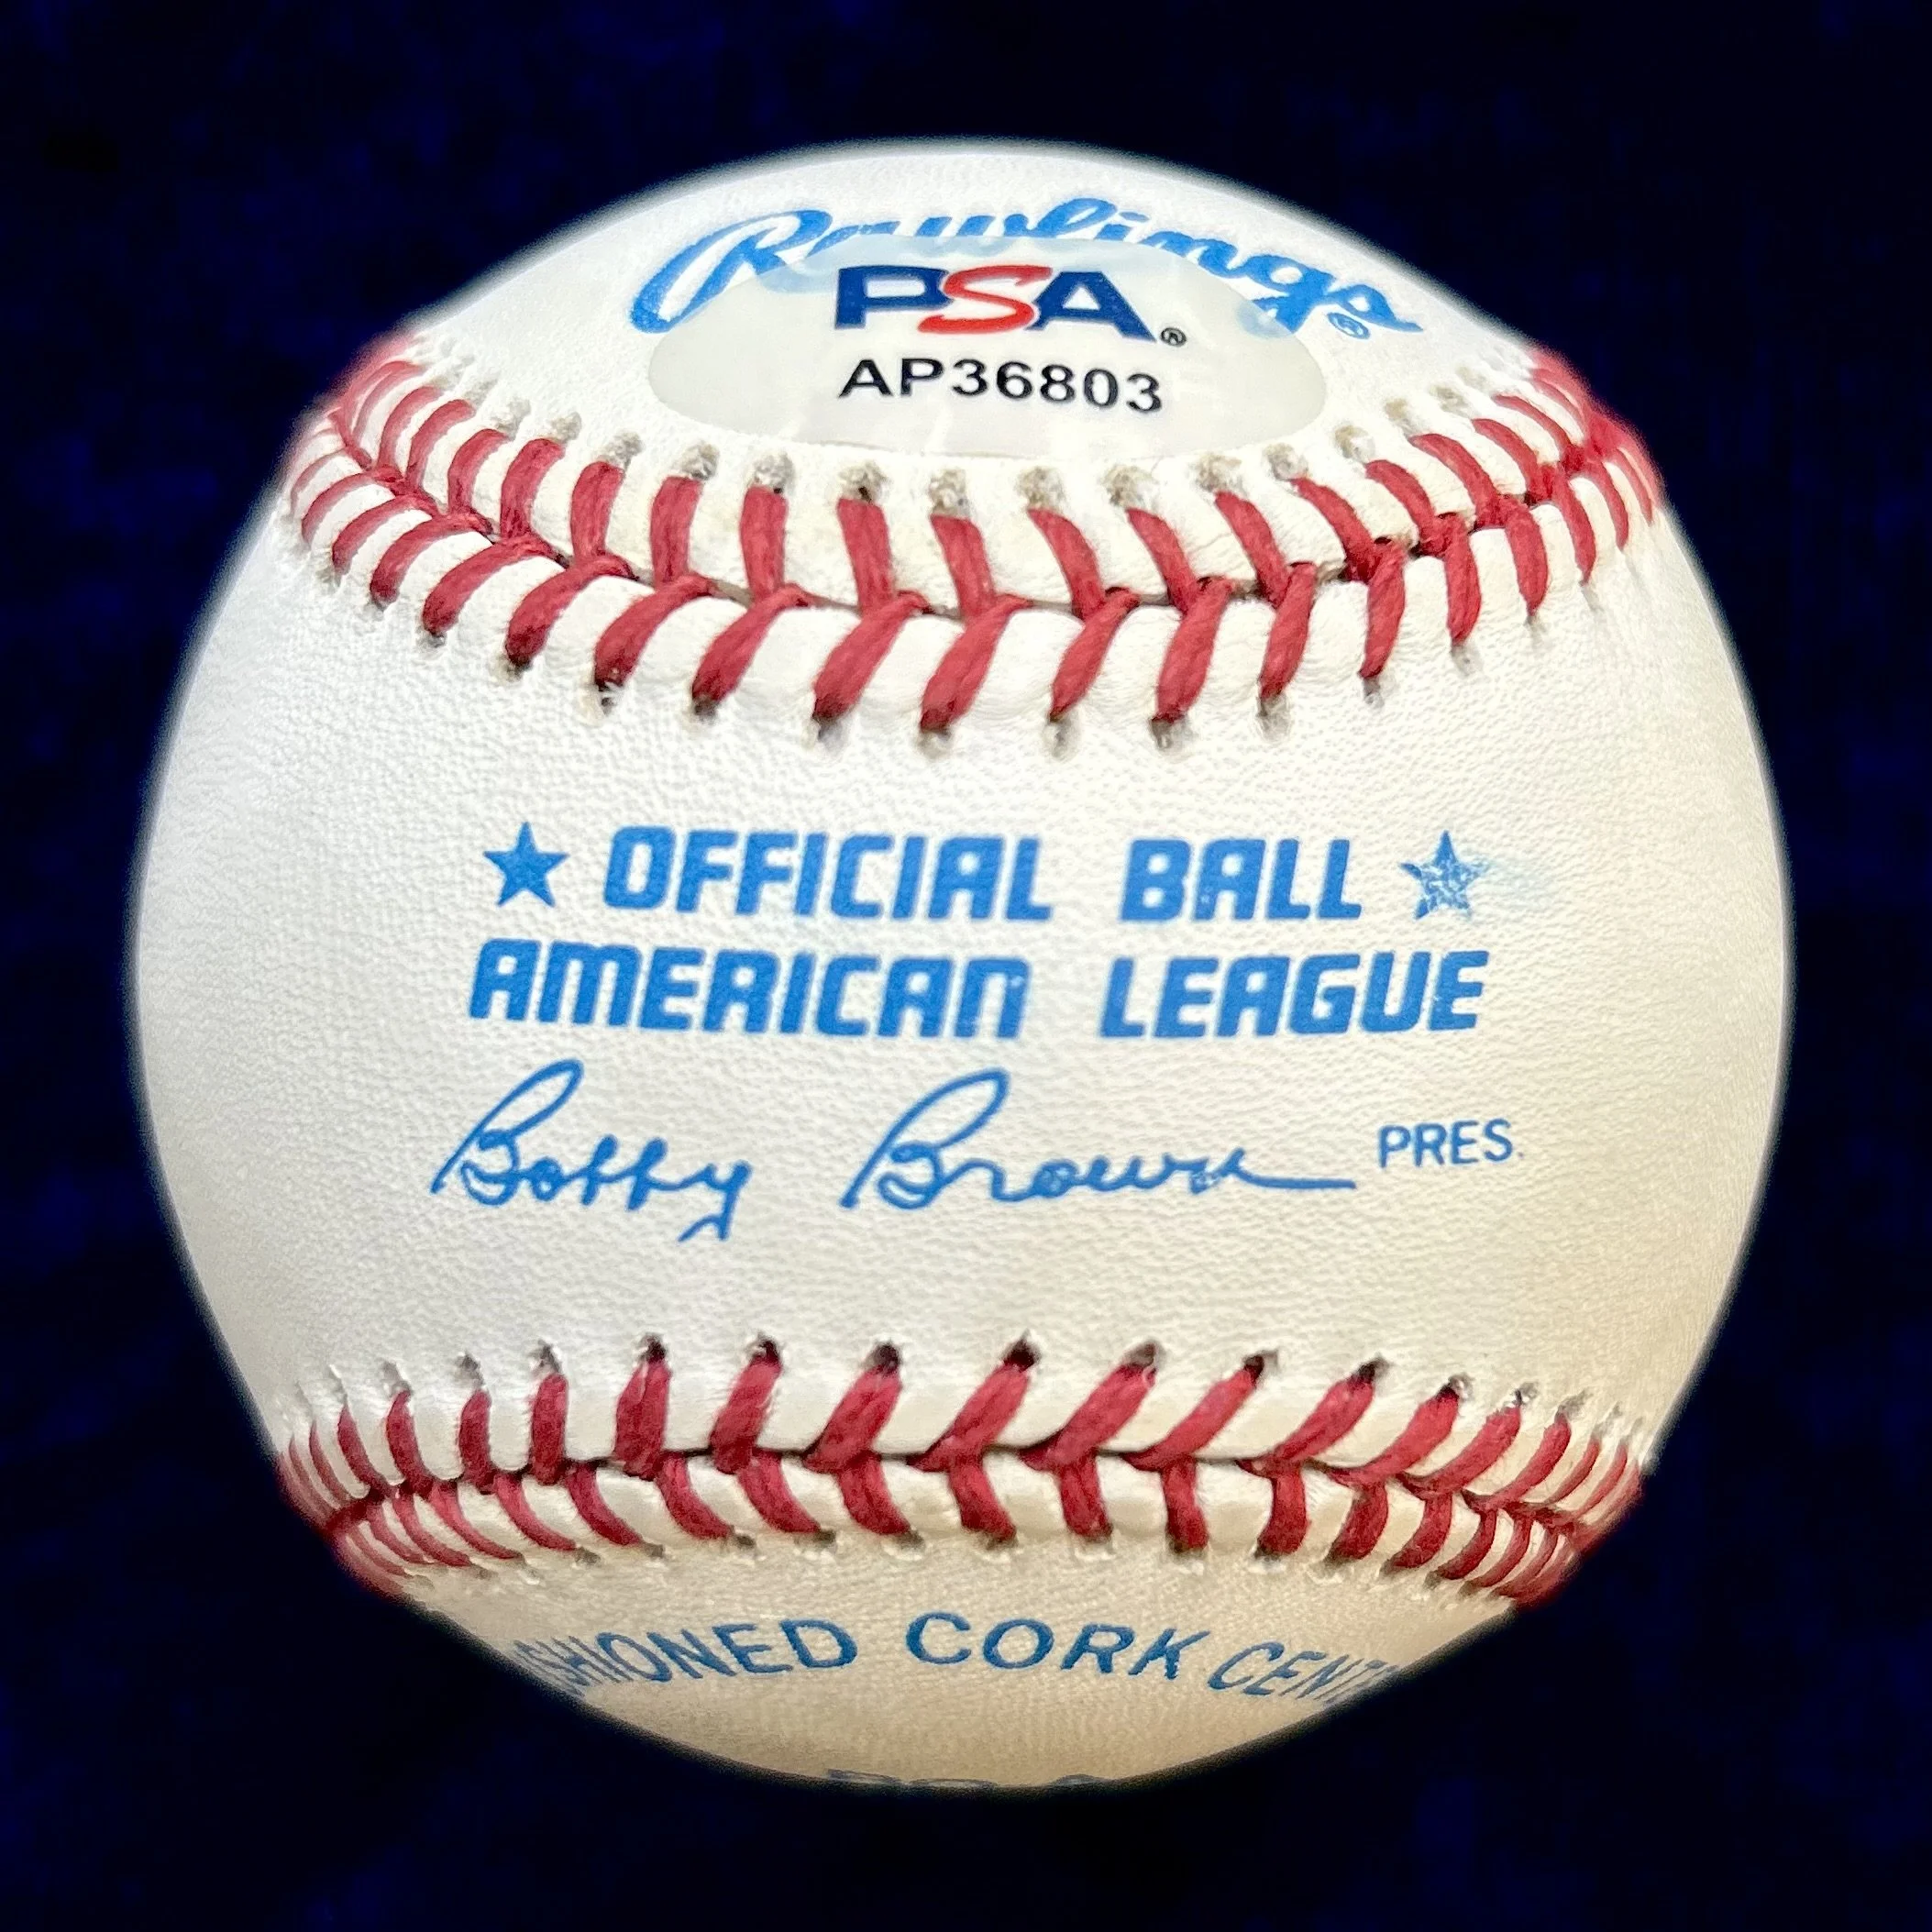 Rawlings®
PSA®
AP36803
★ OFFICIAL BALL ★
AMERICAN LEAGUE
Bobby Brown PRES.
CORK